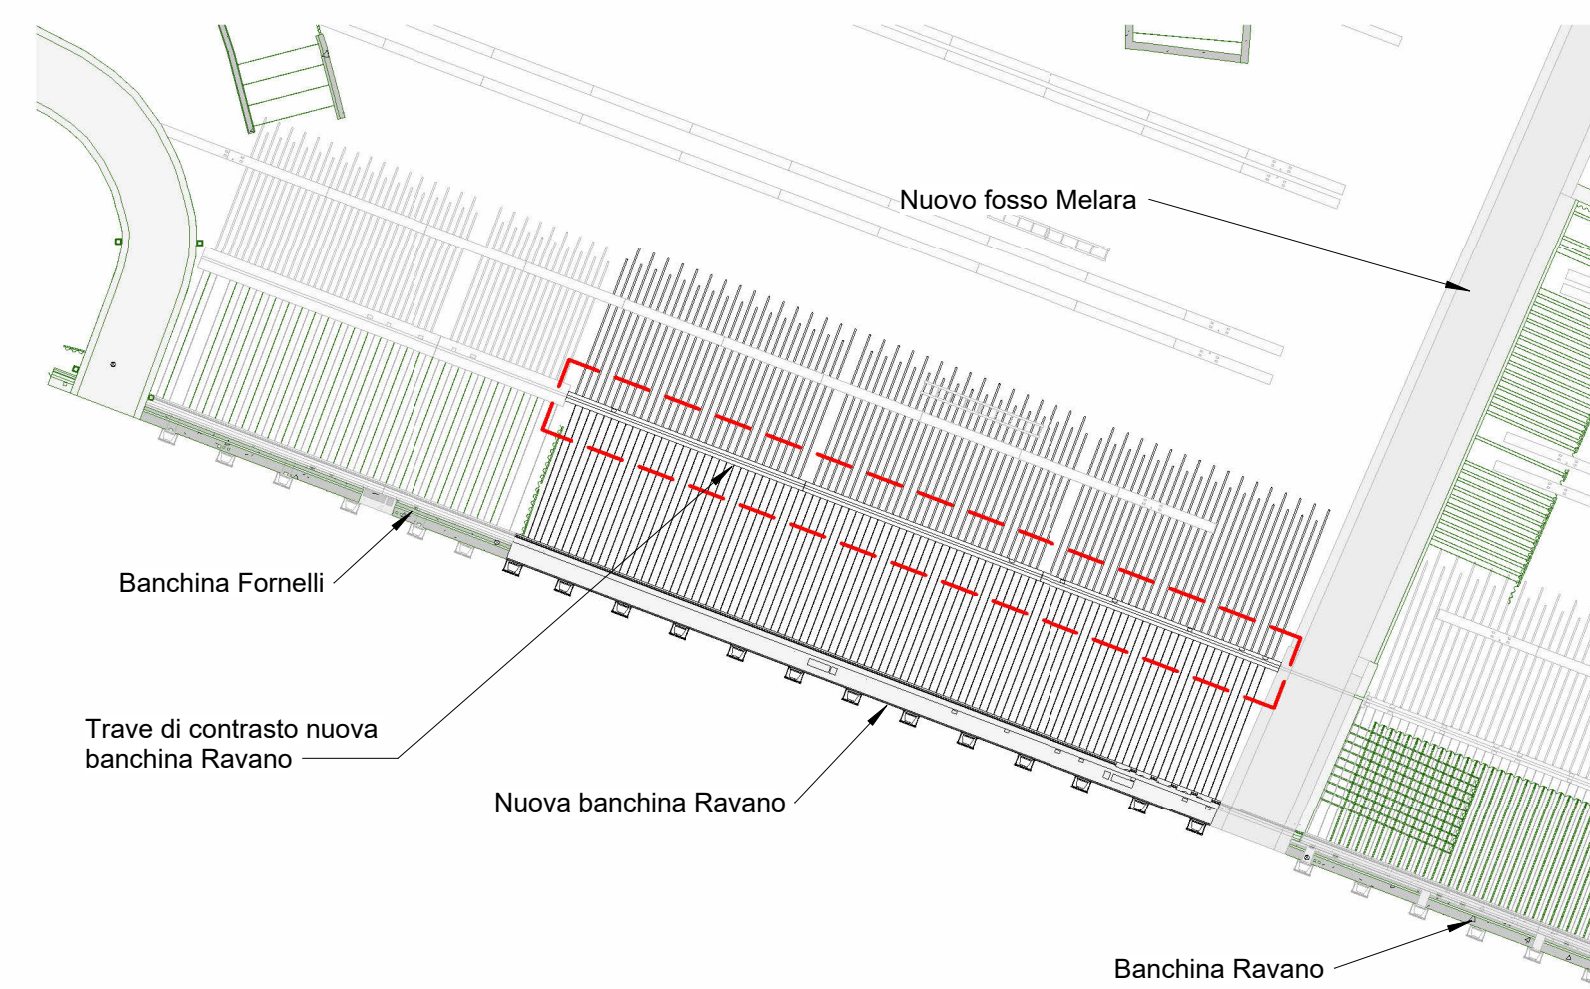 Nuovo fosso Melara
Banchina Fornelli
Trave di contrasto nuova
banchina Ravano
Nuova banchina Ravano
Banchina Ravano